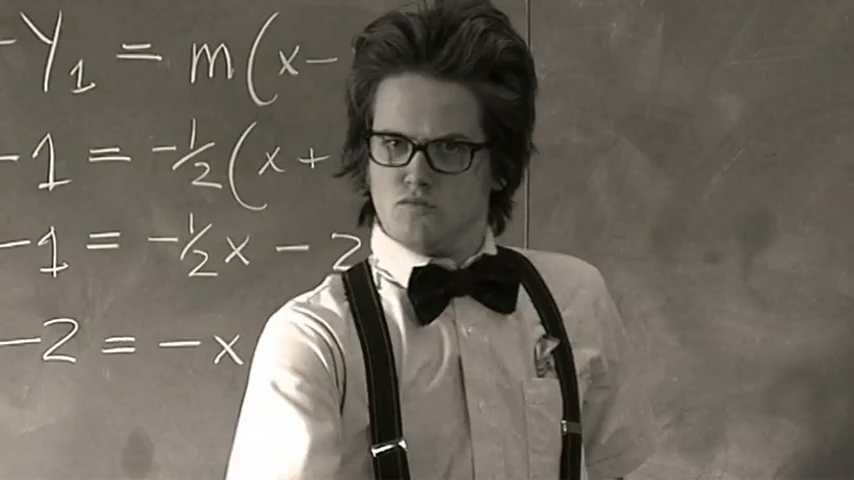 -Y₁ = m(x-
-1 = -½(x+
-1 = -½x - 2
-2 = -x